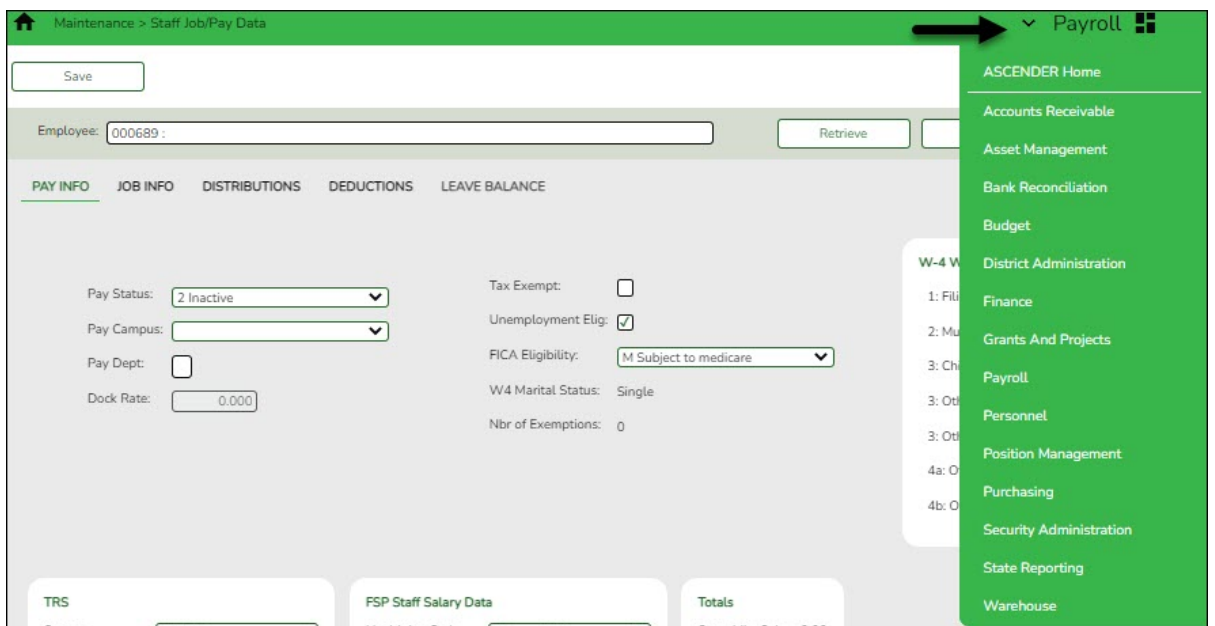 Maintenance > Staff Job/Pay Data
Payroll
Save
Employee: 000689 :
Retrieve
PAY INFO JOB INFO DISTRIBUTIONS DEDUCTIONS LEAVE BALANCE
Pay Status: 2 Inactive
Pay Campus:
Pay Dept:
Dock Rate: 0.000
Tax Exempt:
Unemployment Elig:
FICA Eligibility: M Subject to medicare
W4 Marital Status: Single
Nbr of Exemptions: 0
W-4 W
1: Fili
2: Mu
3: Chi
3: Oth
3: Oth
4a: O
4b: O
TRS
FSP Staff Salary Data
Totals
ASCENDER Home
Accounts Receivable
Asset Management
Bank Reconciliation
Budget
District Administration
Finance
Grants And Projects
Payroll
Personnel
Position Management
Purchasing
Security Administration
State Reporting
Warehouse